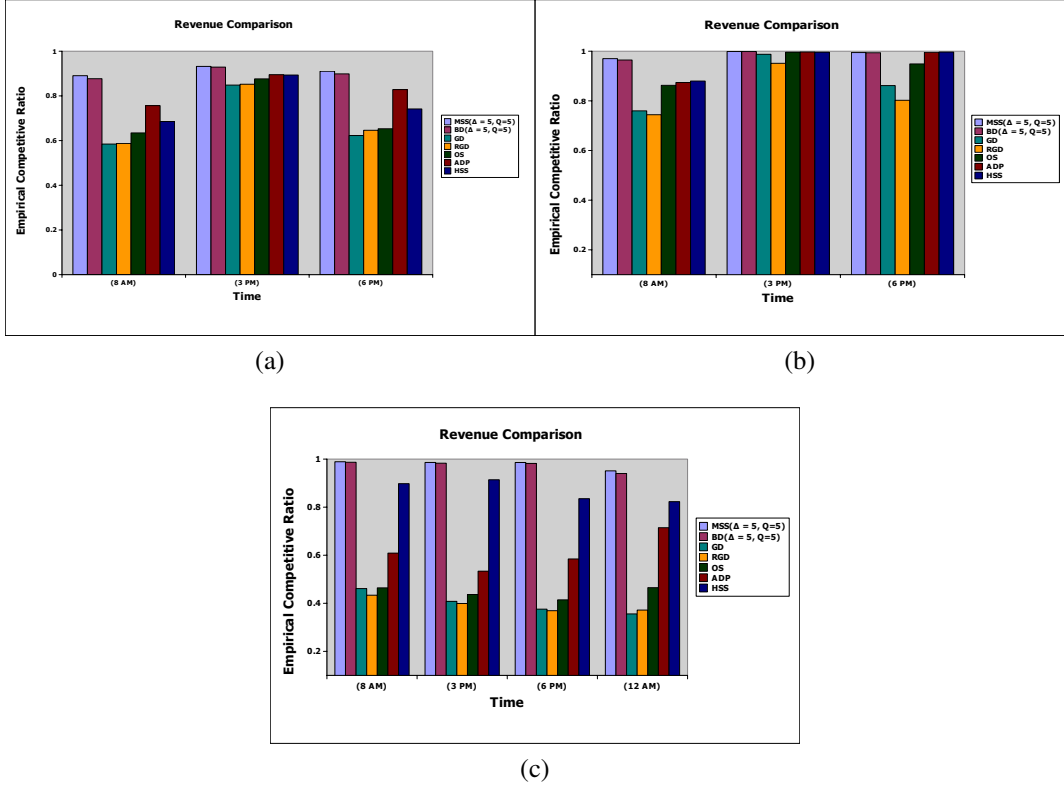 Revenue Comparison
Empirical Competitive Ratio
1
0.8
0.6
0.4
0.2
0
(8 AM)
(3 PM)
(6 PM)
Time
MSS(Δ = 5, Q=5)
BD(Δ = 5, Q=5)
GD
RGD
OS
ADP
HSS
(a)
Revenue Comparison
Empirical Competitive Ratio
1
0.8
0.6
0.4
0.2
(8 AM)
(3 PM)
(6 PM)
Time
MSS(Δ = 5, Q=5)
BD(Δ = 5, Q=5)
GD
RGD
OS
ADP
HSS
(b)
Revenue Comparison
Empirical Competitive Ratio
1
0.8
0.6
0.4
0.2
(8 AM)
(3 PM)
(6 PM)
(12 AM)
Time
MSS(Δ = 5, Q=5)
BD(Δ = 5, Q=5)
GD
RGD
OS
ADP
HSS
(c)